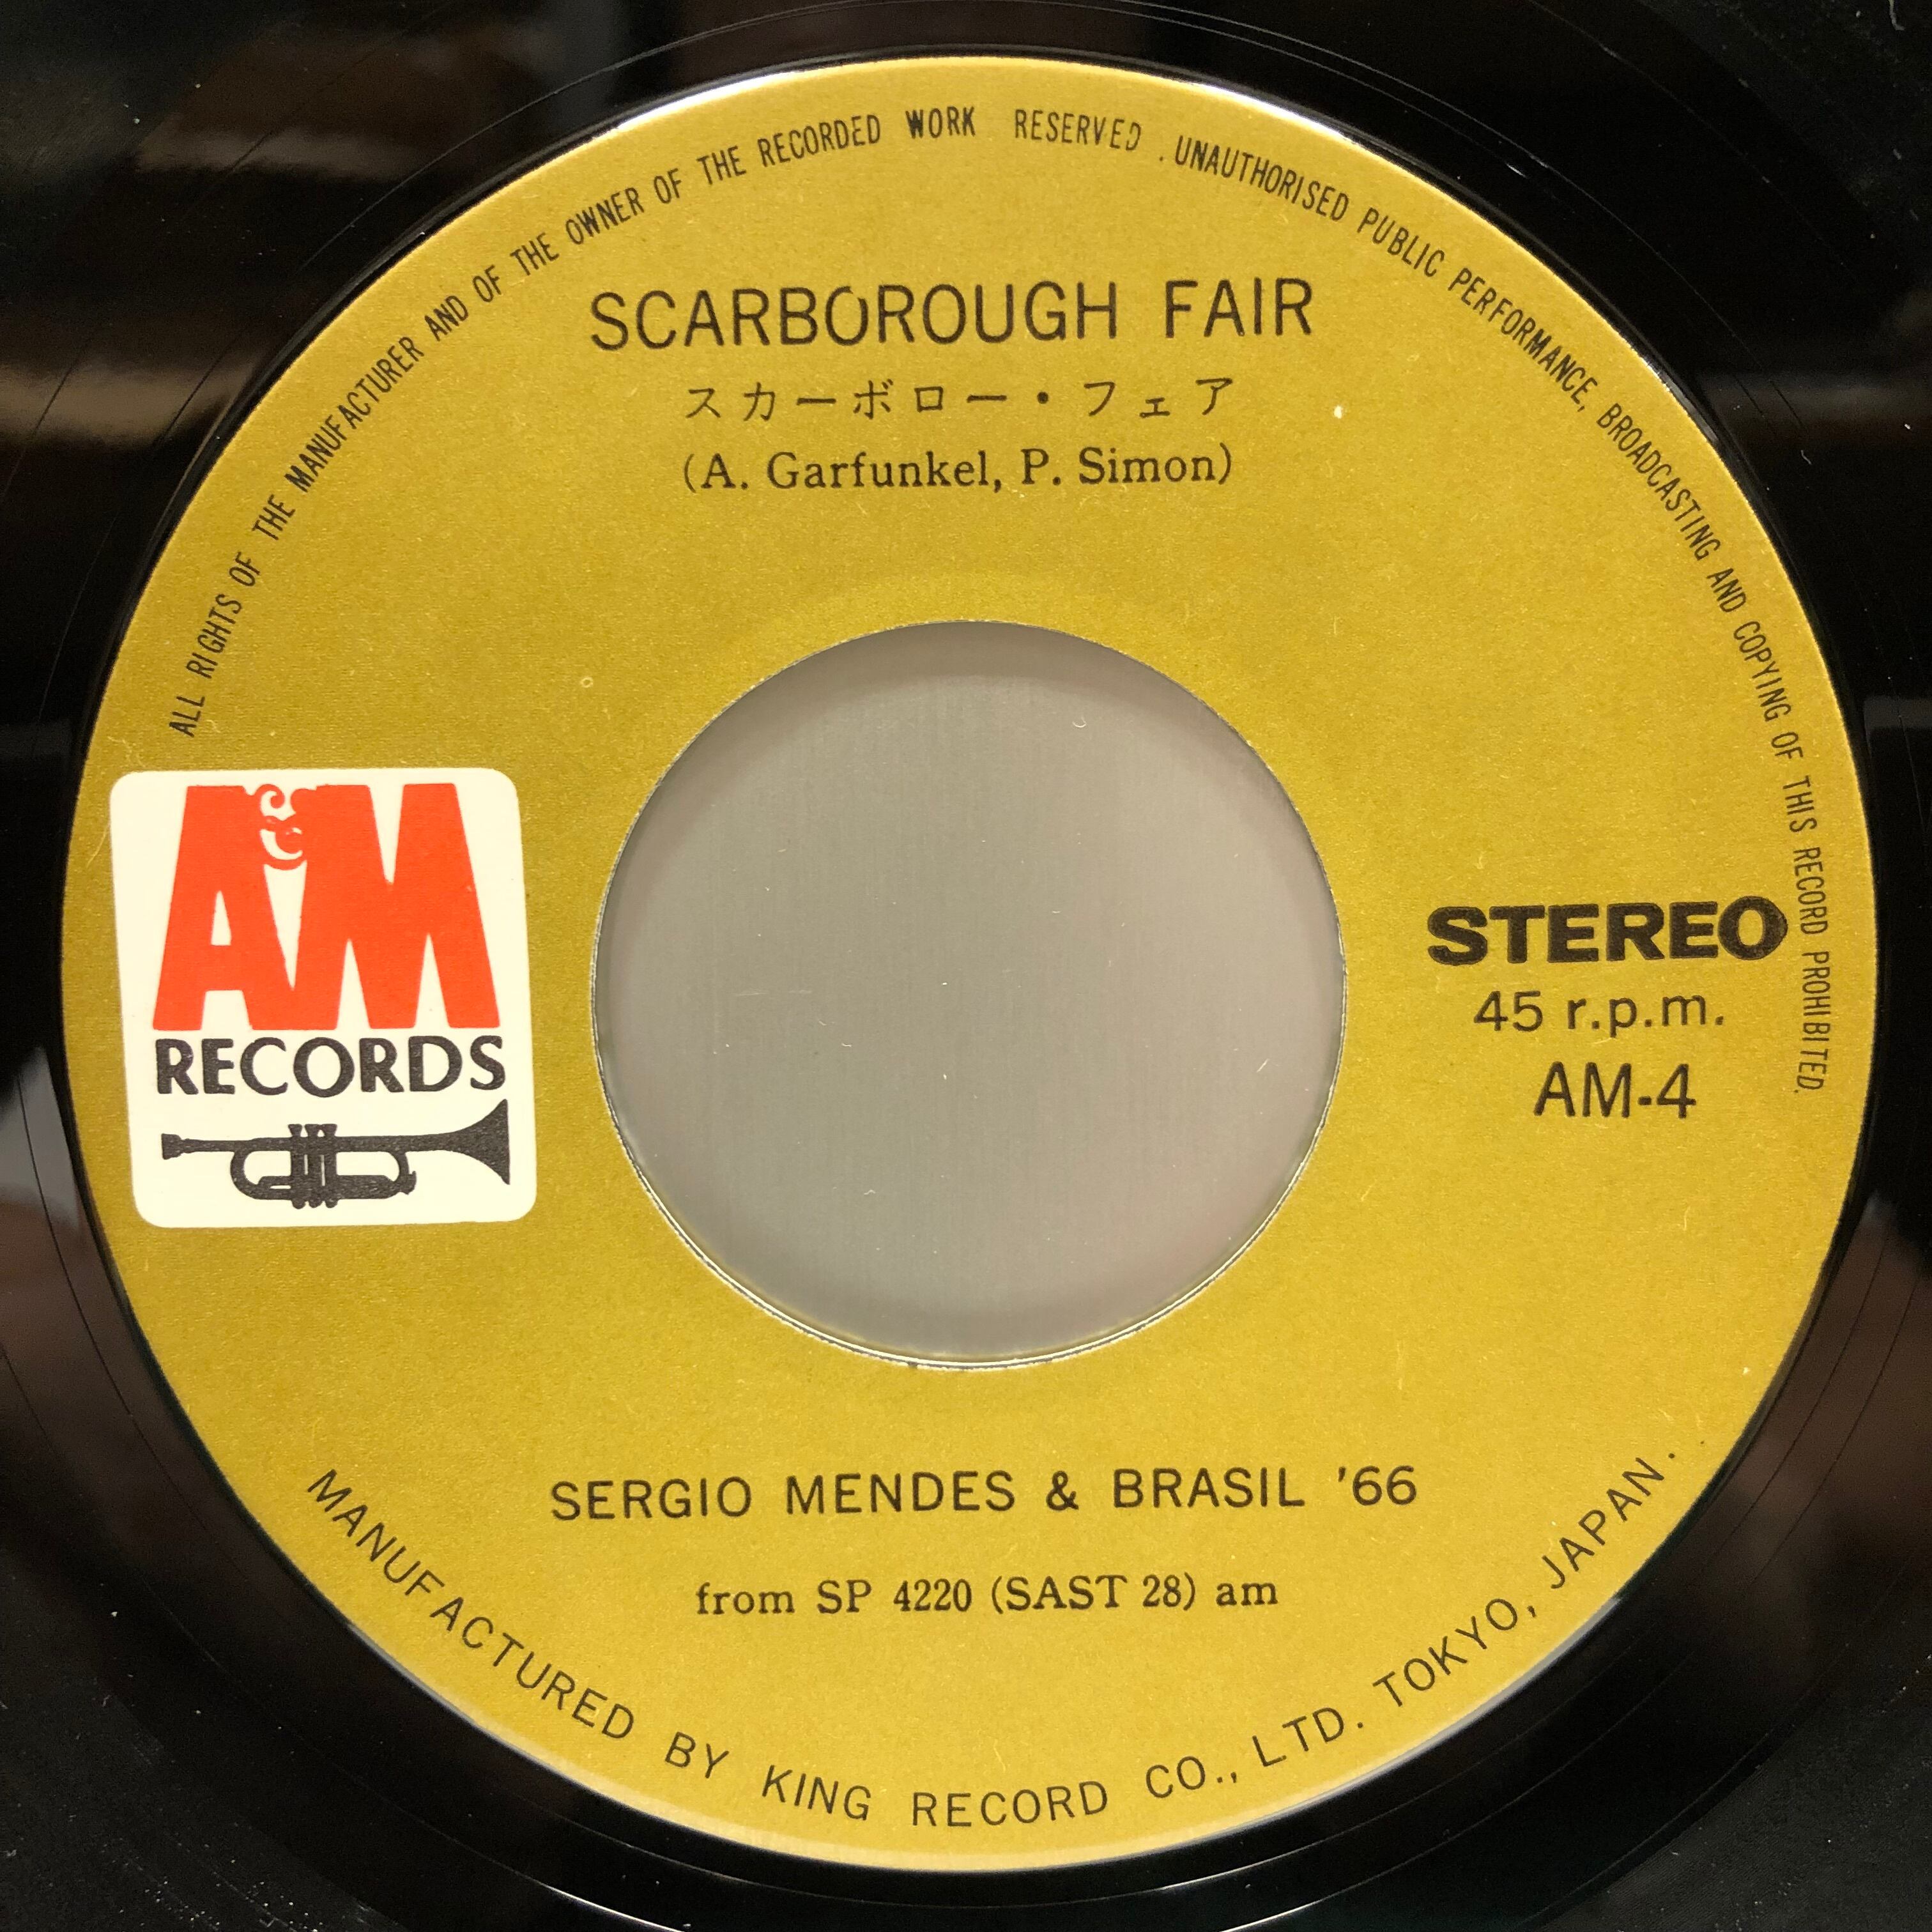 ALL RIGHTS OF THE MANUFACTURER AND OF THE OWNER OF THE RECORDED WORK RESERVED . UNAUTHORISED PUBLIC PERFORMANCE, BROADCASTING AND COPYING OF THIS RECORD PROHIBITED.
SCARBOROUGH FAIR
スカーボロー・フェア
(A. Garfunkel, P. Simon)
A&M
RECORDS
STEREO
45 r.p.m.
AM-4
SERGIO MENDES & BRASIL '66
from SP 4220 (SAST 28) am
MANUFACTURED BY KING RECORD CO., LTD. TOKYO, JAPAN.